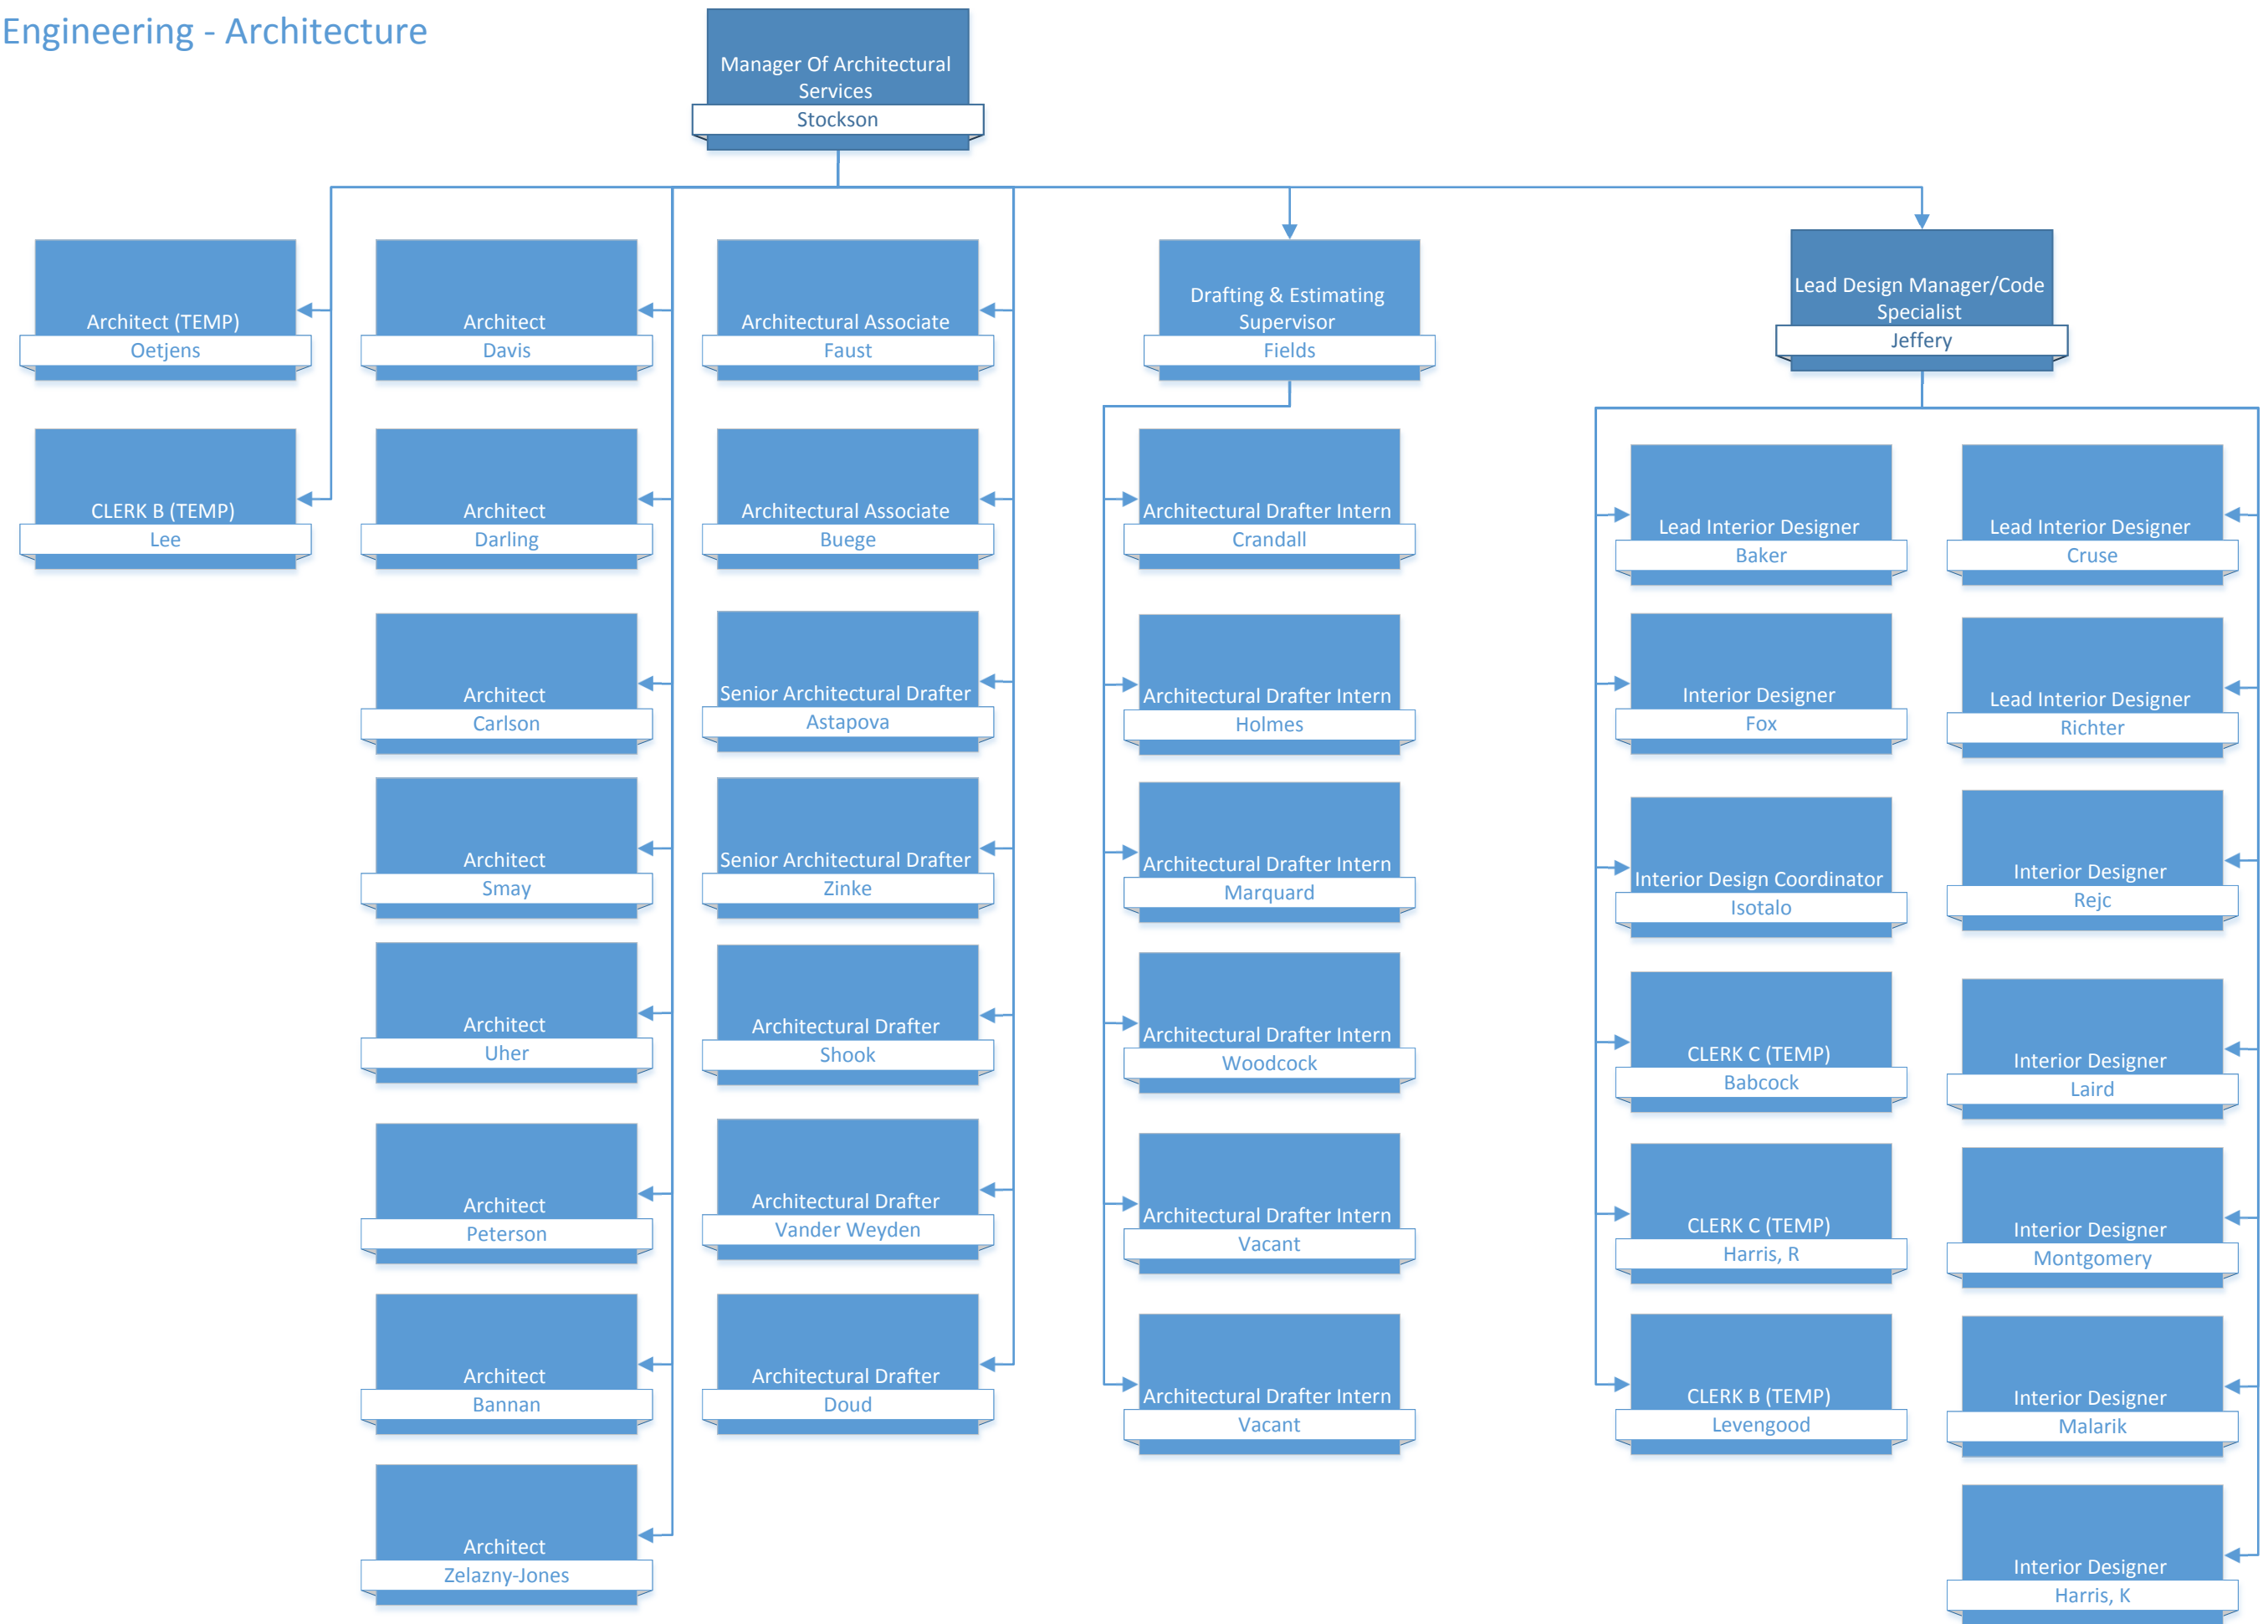 Engineering - Architecture
Manager Of Architectural
Services
Stockson
Architect (TEMP)
Oetjens
CLERK B (TEMP)
Lee
Architect
Davis
Architect
Darling
Architect
Carlson
Architect
Smay
Architect
Uher
Architect
Peterson
Architect
Bannan
Architect
Zelazny-Jones
Architectural Associate
Faust
Architectural Associate
Buege
Senior Architectural Drafter
Astapova
Senior Architectural Drafter
Zinke
Architectural Drafter
Shook
Architectural Drafter
Vander Weyden
Architectural Drafter
Doud
Drafting & Estimating
Supervisor
Fields
Architectural Drafter Intern
Crandall
Architectural Drafter Intern
Holmes
Architectural Drafter Intern
Marquard
Architectural Drafter Intern
Woodcock
Architectural Drafter Intern
Vacant
Architectural Drafter Intern
Vacant
Lead Design Manager/Code
Specialist
Jeffery
Lead Interior Designer
Baker
Interior Designer
Fox
Interior Design Coordinator
Isotalo
CLERK C (TEMP)
Babcock
CLERK C (TEMP)
Harris, R
CLERK B (TEMP)
Levengood
Lead Interior Designer
Cruse
Lead Interior Designer
Richter
Interior Designer
Rejc
Interior Designer
Laird
Interior Designer
Montgomery
Interior Designer
Malarik
Interior Designer
Harris, K